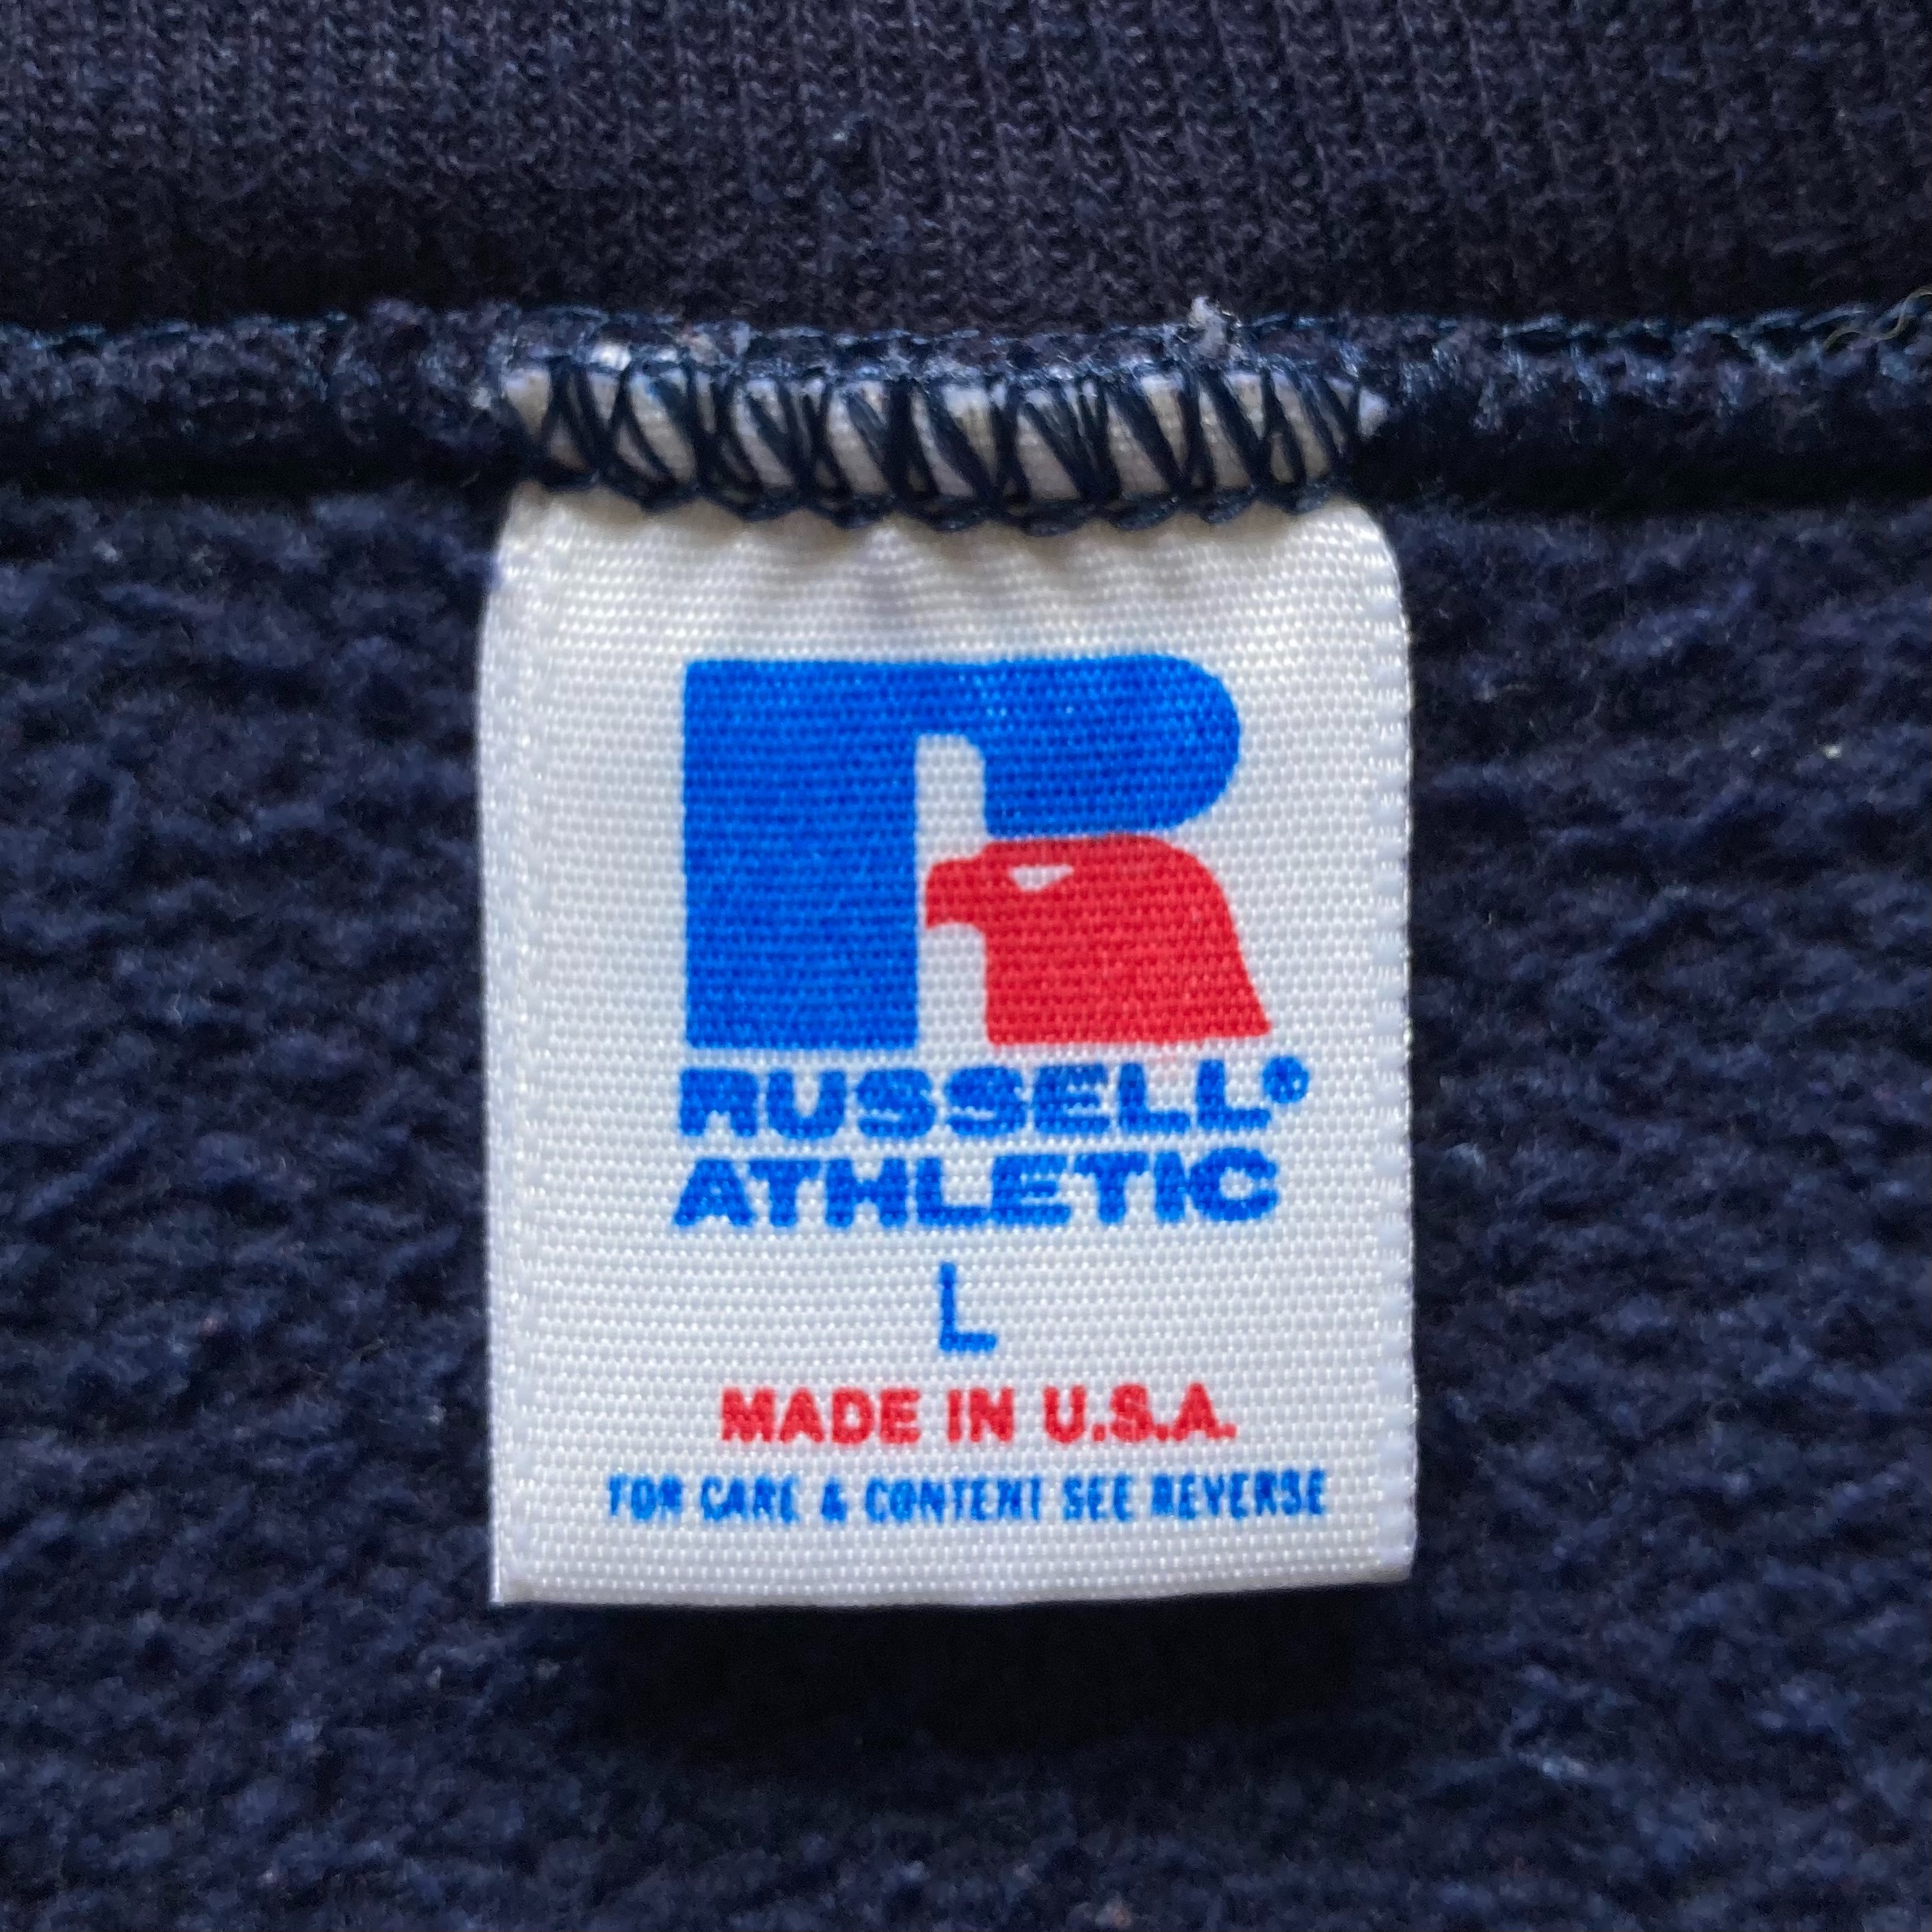 RUSSELL®
ATHLETIC
L
MADE IN U.S.A.
FOR CARE & CONTENT SEE REVERSE